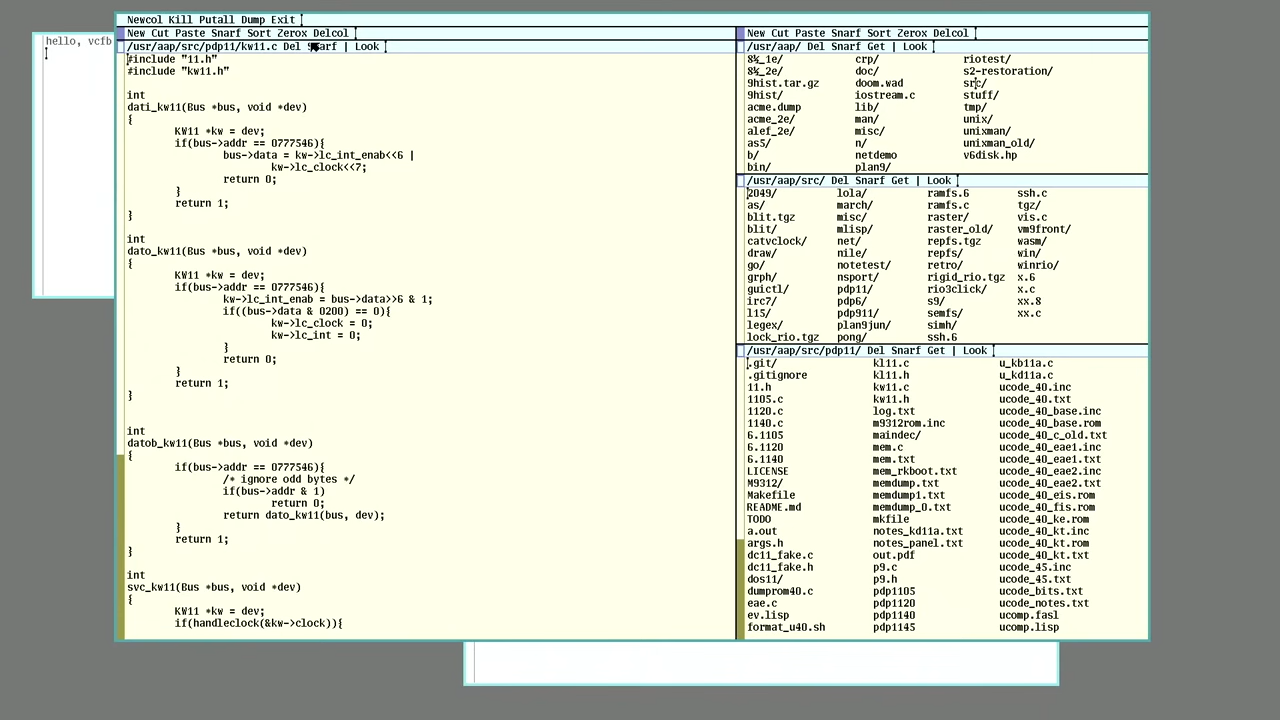 hello, vcfb
Newcol Kill Putall Dump Exit
New Cut Paste Snarf Sort Zerox Delcol
/usr/aap/src/pdp11/kw11.c Del Snarf | Look
#include "11.h"
#include "kw11.h"
int
dati_kw11(Bus *bus, void *dev)
{
KW11 *kw = dev;
if(bus->addr == 0777546){
bus->data = kw->lc_int_enab<<6 |
kw->lc_clock<<7;
return 0;
}
return 1;
}
int
dato_kw11(Bus *bus, void *dev)
{
KW11 *kw = dev;
if(bus->addr == 0777546){
kw->lc_int_enab = bus->data>>6 & 1;
if((bus->data & 0200) == 0){
kw->lc_clock = 0;
kw->lc_int = 0;
}
return 0;
}
return 1;
}
int
datob_kw11(Bus *bus, void *dev)
{
if(bus->addr == 0777546){
/* ignore odd bytes */
if(bus->addr & 1)
return 0;
return dato_kw11(bus, dev);
}
return 1;
}
int
svc_kw11(Bus *bus, void *dev)
{
KW11 *kw = dev;
if(handleclock(&kw->clock)){
New Cut Paste Snarf Sort Zerox Delcol
/usr/aap/ Del Snarf Get | Look
8½_1e/ crp/ riotest/
8½_2e/ doc/ s2-restoration/
9hist.tar.gz doom.wad src/
9hist/ iostream.c stuff/
acme.dump lib/ tmp/
acme_2e/ man/ unix/
alef_2e/ misc/ unixman/
as5/ n/ unixman_old/
b/ netdemo v6disk.hp
bin/ plan9/
/usr/aap/src/ Del Snarf Get | Look
2049/ lola/ ramfs.6 ssh.c
as/ march/ ramfs.c tgz/
blit.tgz misc/ raster/ vis.c
blit/ mlisp/ raster_old/ vm9front/
catvclock/ net/ repfs.tgz wasm/
draw/ nile/ repfs/ win/
go/ notetest/ retro/ winrio/
grph/ nsport/ rigid_rio.tgz x.6
guictl/ pdp11/ rio3click/ x.c
irc7/ pdp6/ s9/ xx.8
l15/ pdp911/ semfs/ xx.c
legex/ plan9jun/ simh/
lock_rio.tgz pong/ ssh.6
/usr/aap/src/pdp11/ Del Snarf Get | Look
.git/ kl11.c u_kb11a.c
.gitignore kl11.h u_kd11a.c
11.h kw11.c ucode_40.inc
1105.c kw11.h ucode_40.txt
1120.c log.txt ucode_40_base.inc
1140.c m9312rom.inc ucode_40_base.rom
6.1105 maindec/ ucode_40_c_old.txt
6.1120 mem.c ucode_40_eae1.inc
6.1140 mem.txt ucode_40_eae1.txt
LICENSE mem_rkboot.txt ucode_40_eae2.inc
M9312/ memdump.txt ucode_40_eae2.txt
Makefile memdump1.txt ucode_40_eis.rom
README.md memdump_0.txt ucode_40_fis.rom
TODO mkfile ucode_40_ke.rom
a.out notes_kd11a.txt ucode_40_kt.inc
args.h notes_panel.txt ucode_40_kt.rom
dc11_fake.c out.pdf ucode_40_kt.txt
dc11_fake.h p9.c ucode_45.inc
dos11/ p9.h ucode_45.txt
dumprom40.c pdp1105 ucode_bits.txt
eae.c pdp1120 ucode_notes.txt
ev.lisp pdp1140 ucomp.fasl
format_u40.sh pdp1145 ucomp.lisp